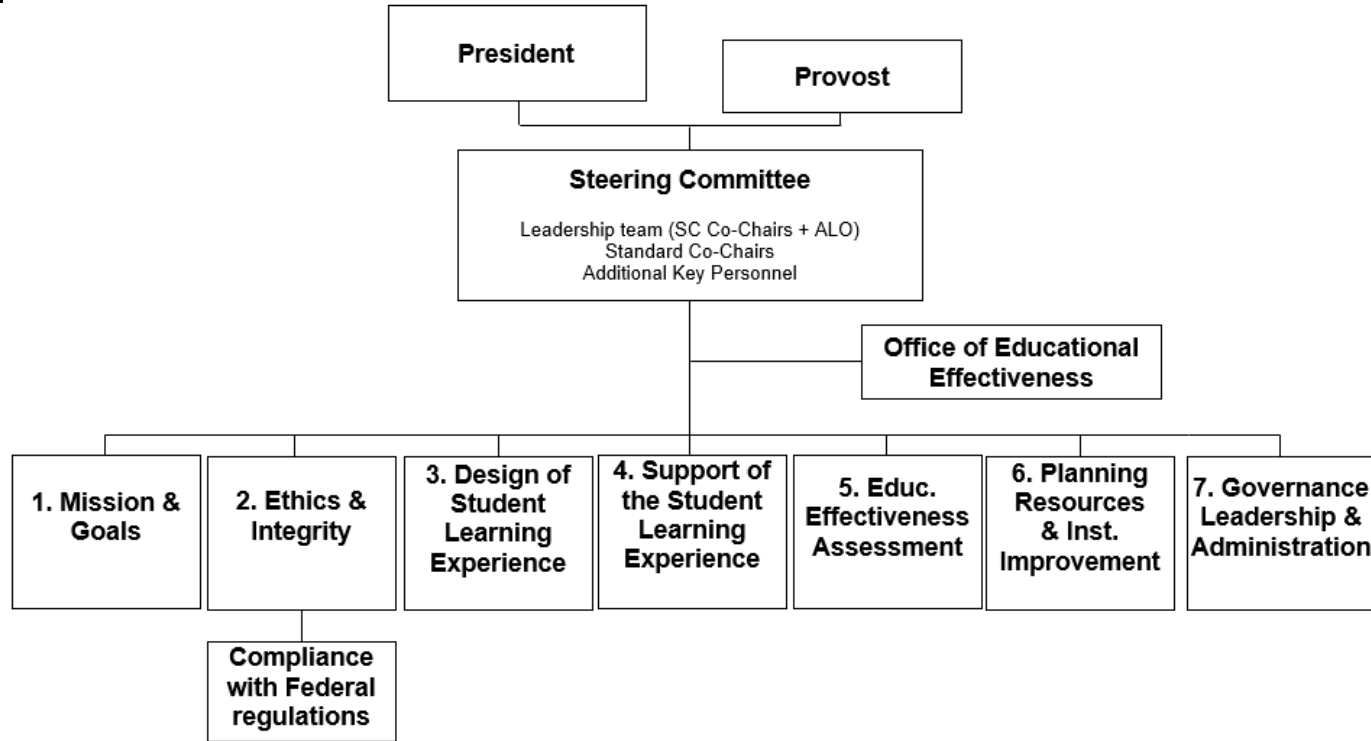 President
Provost
Steering Committee
Leadership team (SC Co-Chairs + ALO)
Standard Co-Chairs
Additional Key Personnel
Office of Educational
Effectiveness
1. Mission &
Goals
2. Ethics &
Integrity
3. Design of
Student
Learning
Experience
4. Support of
the Student
Learning
Experience
5. Educ.
Effectiveness
Assessment
6. Planning
Resources
& Inst.
Improvement
7. Governance
Leadership &
Administration
Compliance
with Federal
regulations